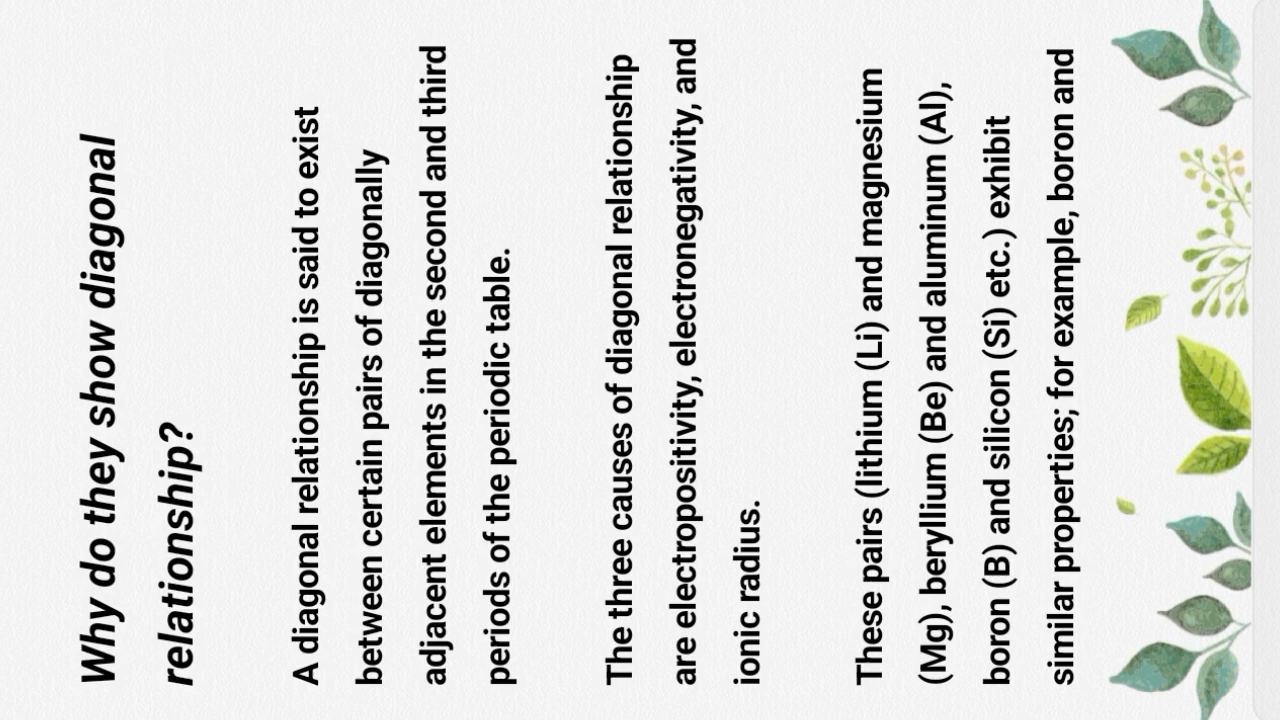 Why do they show diagonal
relationship?
A diagonal relationship is said to exist
between certain pairs of diagonally
adjacent elements in the second and third
periods of the periodic table.
The three causes of diagonal relationship
are electropositivity, electronegativity, and
ionic radius.
These pairs (lithium (Li) and magnesium
(Mg), beryllium (Be) and aluminum (Al),
boron (B) and silicon (Si) etc.) exhibit
similar properties; for example, boron and